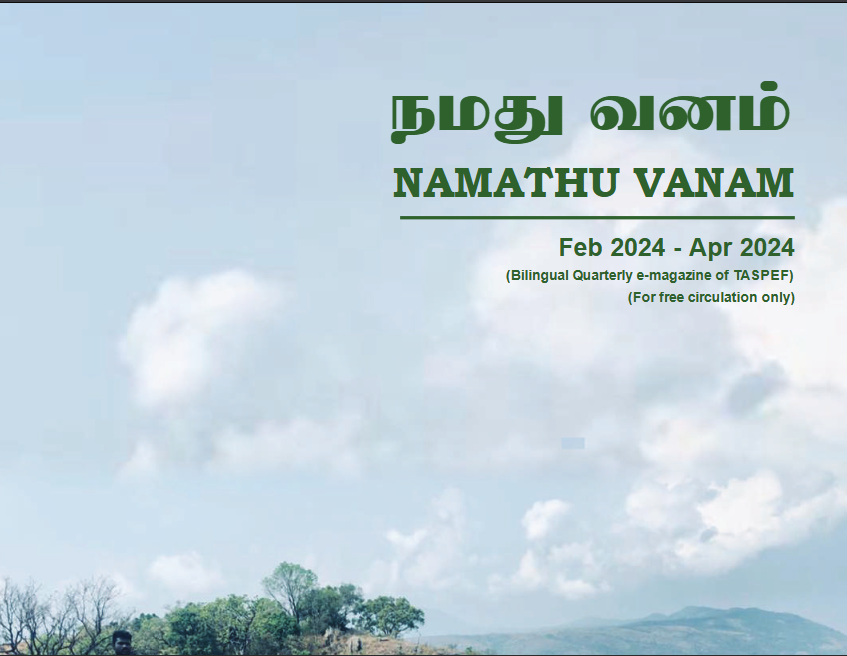 நமது வனம்
NAMATHU VANAM
Feb 2024 - Apr 2024
(Bilingual Quarterly e-magazine of TASPEF)
(For free circulation only)